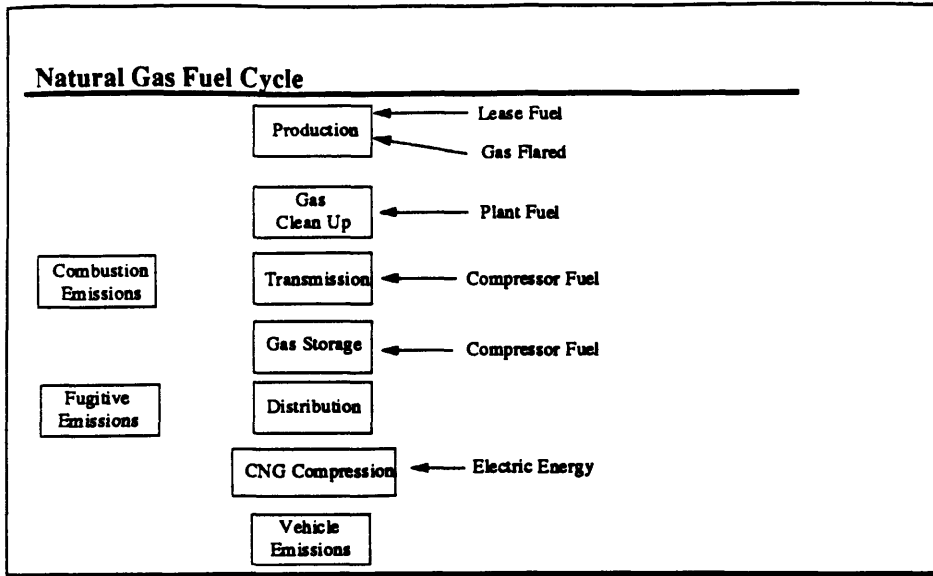 Natural Gas Fuel Cycle
Production
Lease Fuel
Gas Flared
Gas
Clean Up
Plant Fuel
Combustion
Emissions
Transmission
Compressor Fuel
Gas Storage
Compressor Fuel
Fugitive
Emissions
Distribution
CNG Compression
Electric Energy
Vehicle
Emissions